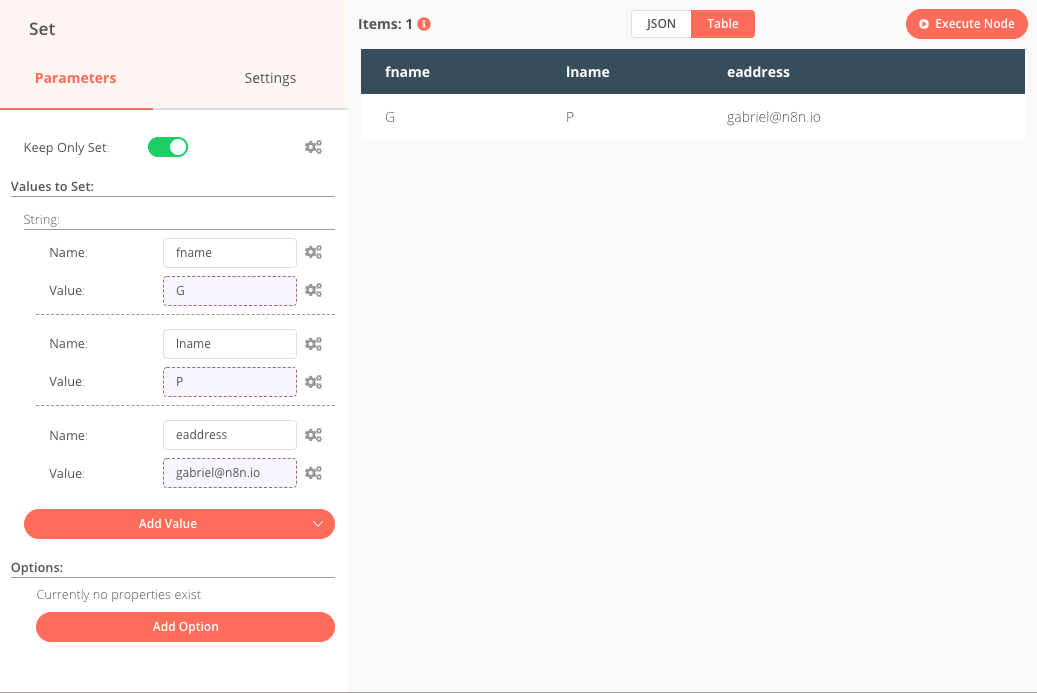 Set
Parameters Settings
Keep Only Set:
Values to Set:
String:
Name: fname
Value: G
Name: lname
Value: P
Name: eaddress
Value: gabriel@n8n.io
Add Value
Options:
Currently no properties exist
Add Option
Items: 1 JSON Table Execute Node
fname lname eaddress
G P gabriel@n8n.io